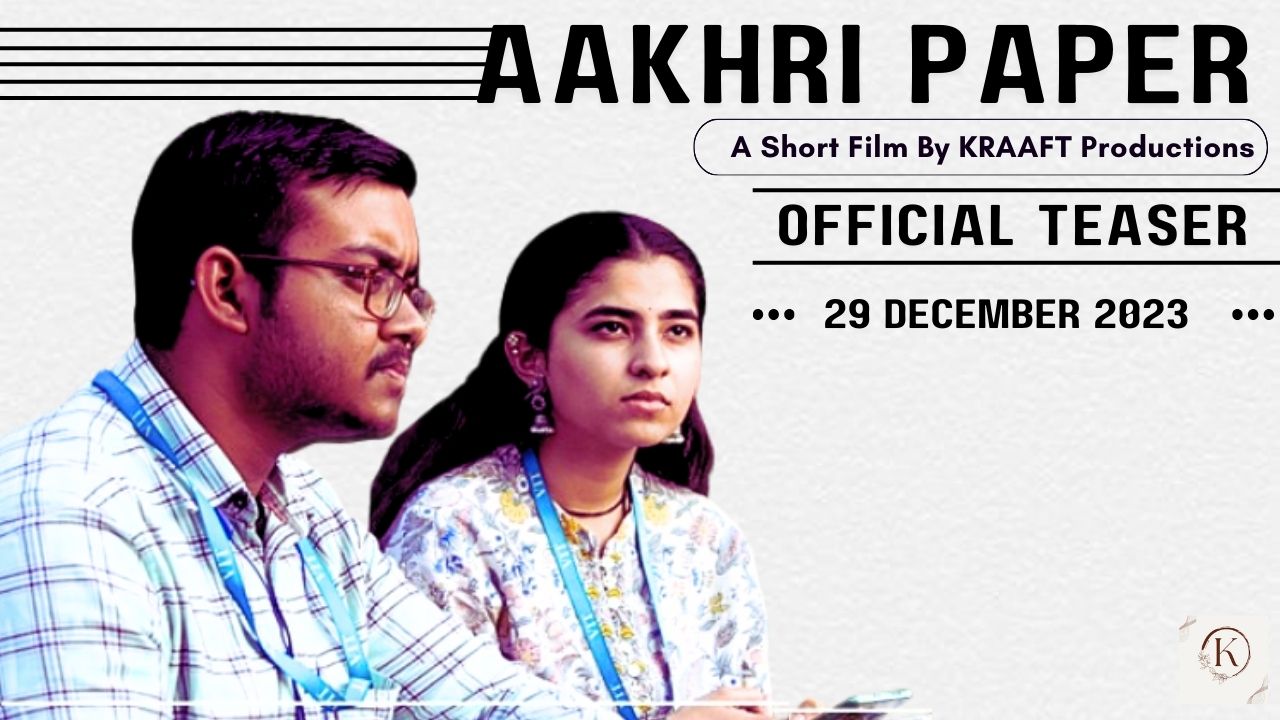 AAKHRI PAPER
A Short Film By KRAAFT Productions
OFFICIAL TEASER
••• 29 DECEMBER 2023 •••
K